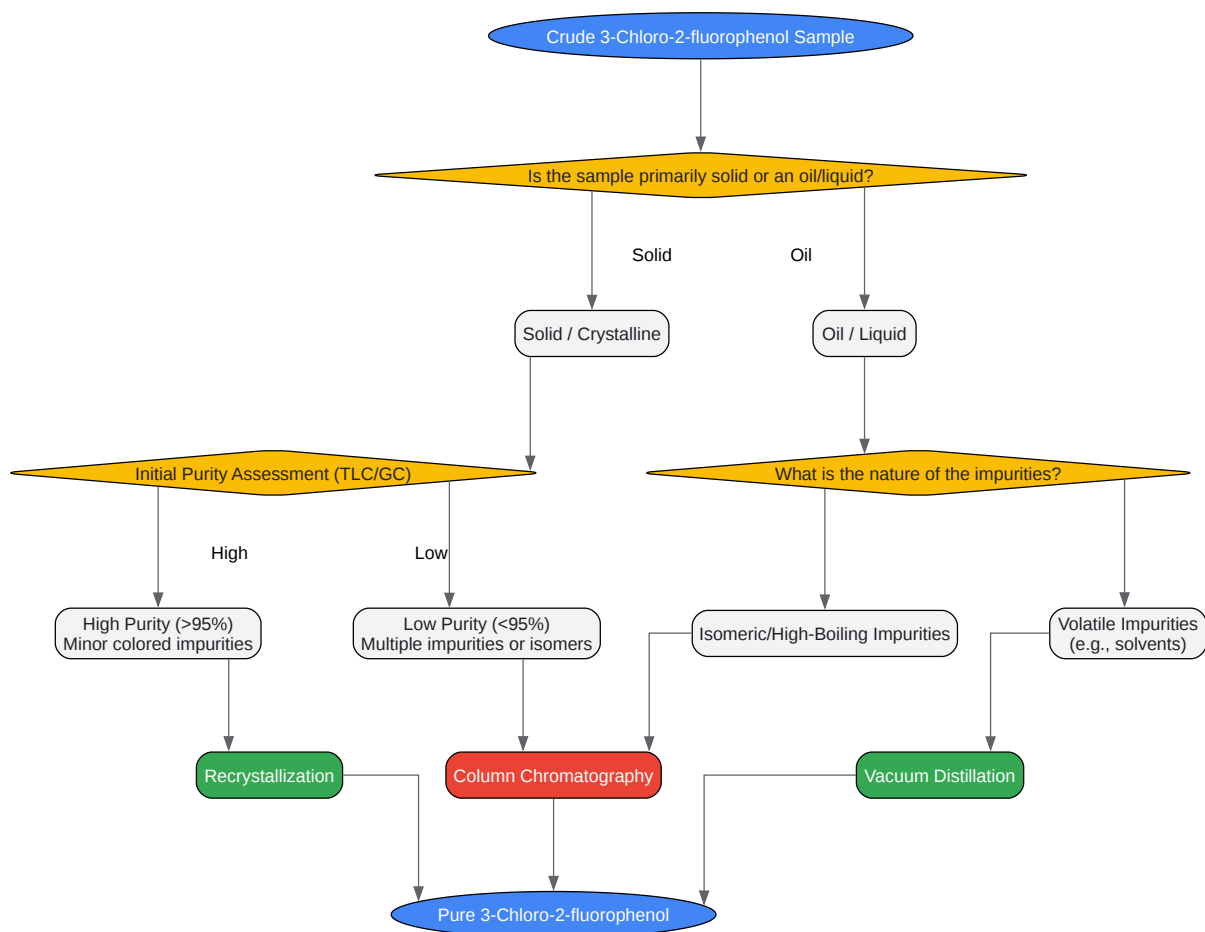 Crude 3-Chloro-2-fluorophenol Sample
Is the sample primarily solid or an oil/liquid?
Solid
Oil
Solid / Crystalline
Oil / Liquid
Initial Purity Assessment (TLC/GC)
What is the nature of the impurities?
High
Low
High Purity (>95%)
Minor colored impurities
Low Purity (<95%)
Multiple impurities or isomers
Isomeric/High-Boiling Impurities
Volatile Impurities
(e.g., solvents)
Recrystallization
Column Chromatography
Vacuum Distillation
Pure 3-Chloro-2-fluorophenol